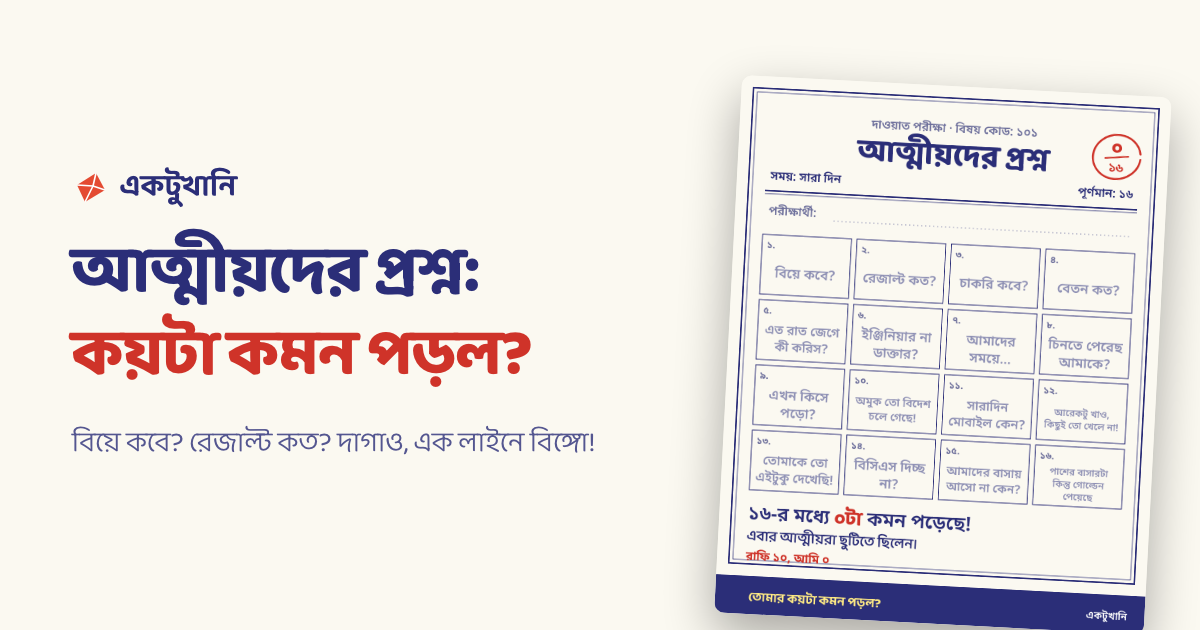 একটুখানি
আত্মীয়দের প্রশ্ন:
কয়টা কমন পড়ল?
বিয়ে কবে? রেজাল্ট কত? দাগাও, এক লাইনে বিঙ্গো!
দাওয়াত পরীক্ষা · বিষয় কোড: ১০১
আত্মীয়দের প্রশ্ন
০
১৬
সময়: সারা দিন
পূর্ণমান: ১৬
পরীক্ষার্থী:
১.
বিয়ে কবে?
২.
রেজাল্ট কত?
৩.
চাকরি কবে?
৪.
বেতন কত?
৫.
এত রাত জেগে
কী করিস?
৬.
ইঞ্জিনিয়ার না
ডাক্তার?
৭.
আমাদের
সময়ে...
৮.
চিনতে পেরেছ
আমাকে?
৯.
এখন কিসে
পড়ো?
১০.
অমুক তো বিদেশ
চলে গেছে!
১১.
সারাদিন
মোবাইল কেন?
১২.
আরেকটু খাও,
কিছুই তো খেলে না!
১৩.
তোমাকে তো
এইটুকু দেখেছি!
১৪.
বিসিএস দিচ্ছ
না?
১৫.
আমাদের বাসায়
আসো না কেন?
১৬.
পাশের বাসারটা
কিন্তু গোল্ডেন
পেয়েছে
১৬-র মধ্যে ০টা কমন পড়েছে!
এবার আত্মীয়রা ছুটিতে ছিলেন।
রাফি ১০, আমি ০
তোমার কয়টা কমন পড়ল?
একটুখানি